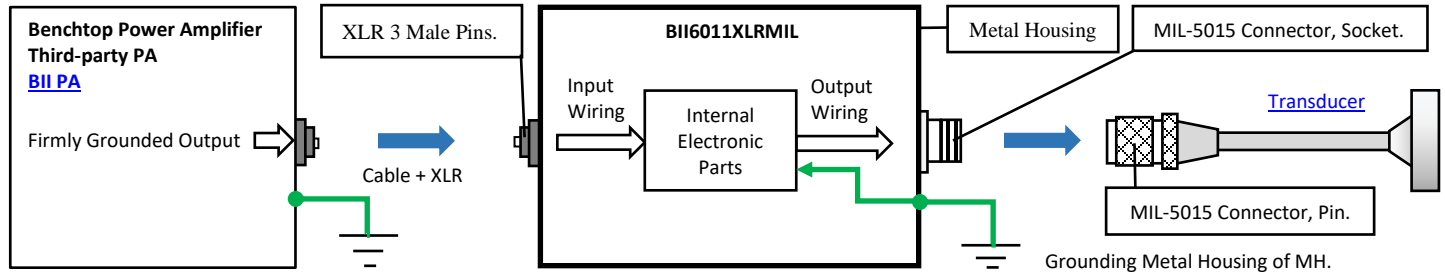 Benchtop Power Amplifier
Third-party PA
BII PA
Firmly Grounded Output
XLR 3 Male Pins.
Cable + XLR
BII6011XLRMIL
Input
Wiring
Internal
Electronic
Parts
Output
Wiring
Metal Housing
MIL-5015 Connector, Socket.
Transducer
MIL-5015 Connector, Pin.
Grounding Metal Housing of MH.